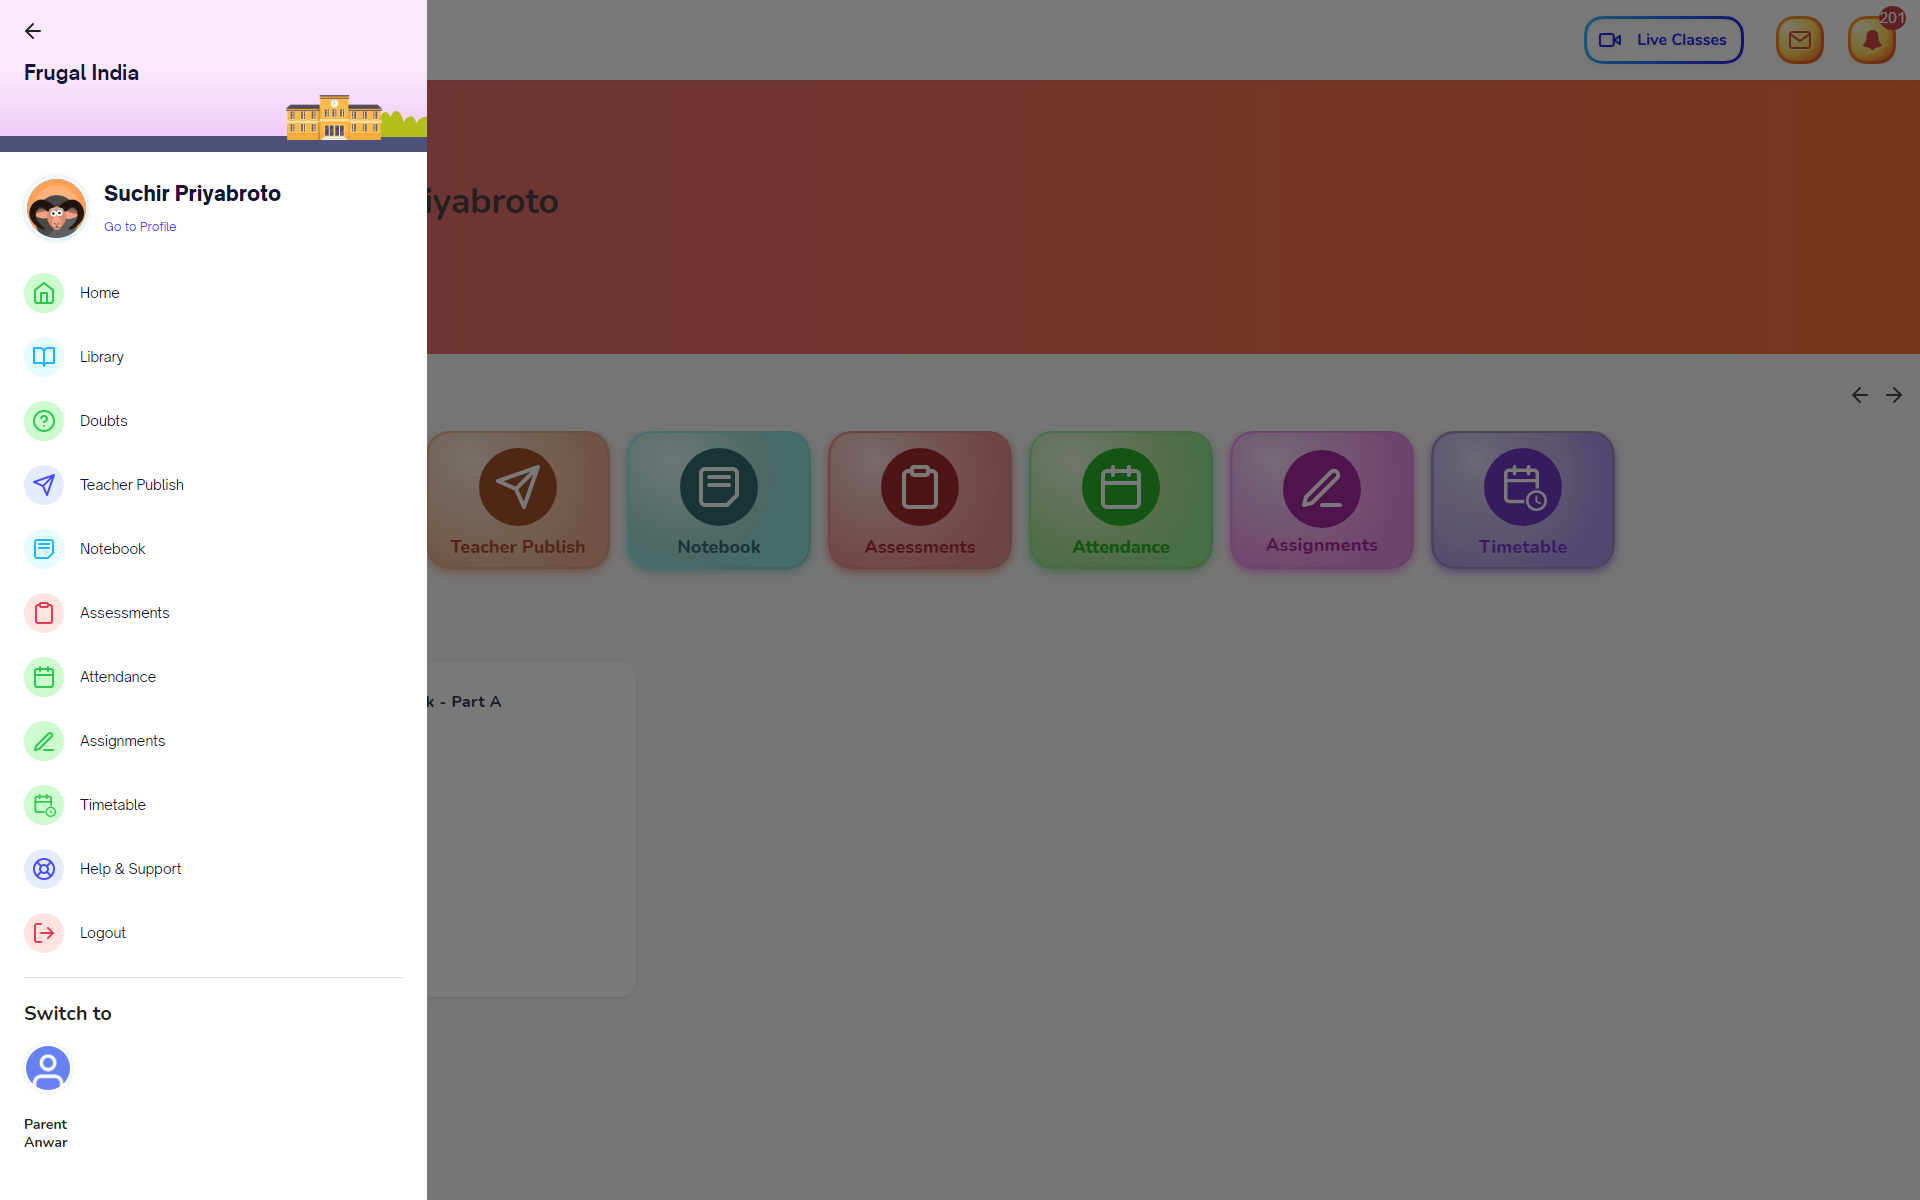 Frugal India
Suchir Priyabroto
Go to Profile
Home
Library
Doubts
Teacher Publish
Notebook
Assessments
Attendance
Assignments
Timetable
Help & Support
Logout
Switch to
Parent
Anwar
Live Classes
201
iyabroto
Teacher Publish
Notebook
Assessments
Attendance
Assignments
Timetable
k - Part A